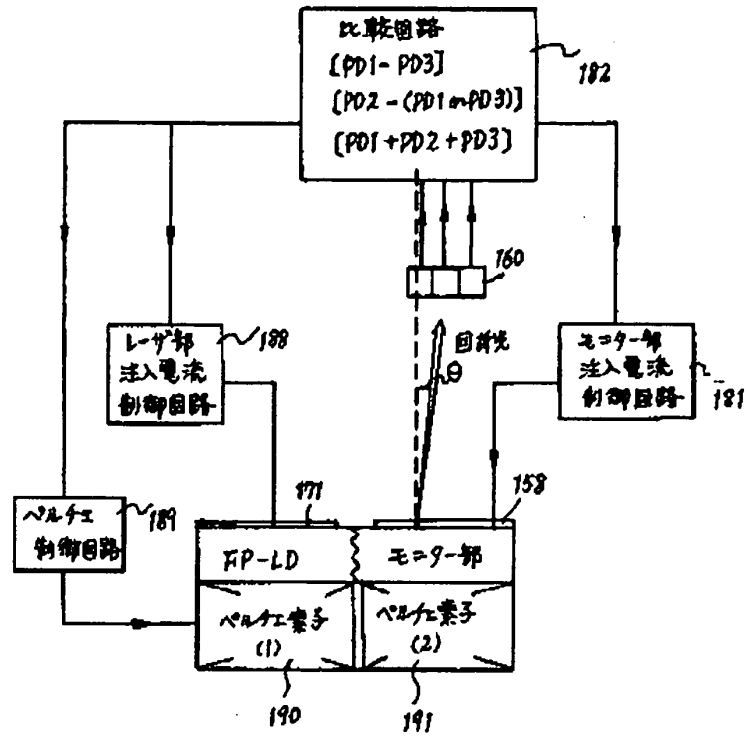 比較回路
[PD1-PD3]
[PD2-(PD1 or PD3)]
[PD1+PD2+PD3]
182
160
レーザ部
注入電流
制御回路
188
回折光
θ
モニター部
注入電流
制御回路
181
ペルチェ
制御回路
189
171
158
FP-LD
モニター部
ペルチェ素子
(1)
ペルチェ素子
(2)
190
191